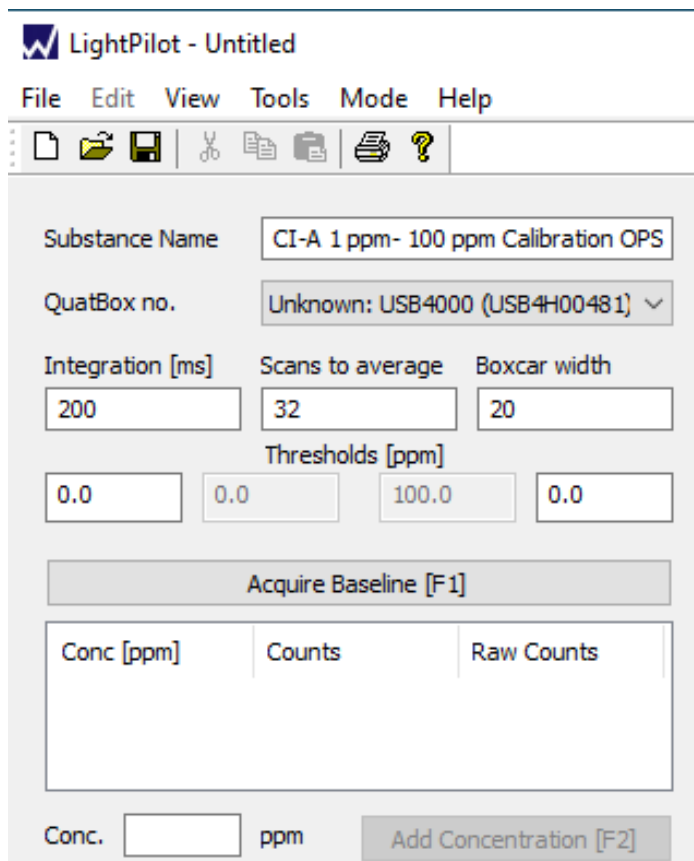 LightPilot - Untitled
File Edit View Tools Mode Help
Substance Name CI-A 1 ppm- 100 ppm Calibration OPS
QuatBox no. Unknown: USB4000 (USB4H00481)
Integration [ms] Scans to average Boxcar width
200 32 20
Thresholds [ppm]
0.0 0.0 100.0 0.0
Acquire Baseline [F1]
Conc [ppm] Counts Raw Counts
Conc. ppm Add Concentration [F2]